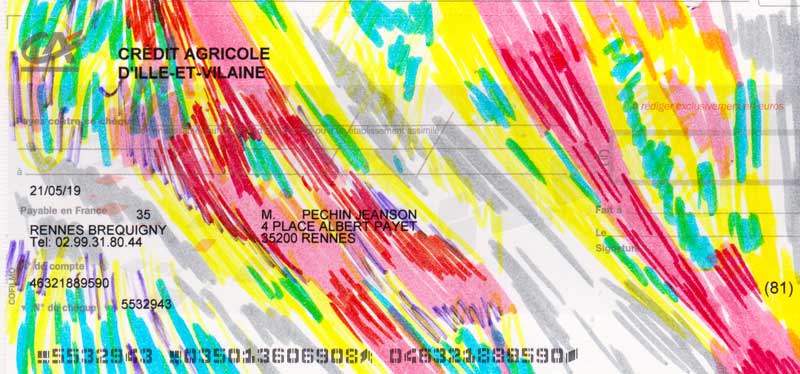 CRÉDIT AGRICOLE
D'ILLE-ET-VILAINE
à rédiger exclusivement en euros
Payez contre ce chèque
ou un établissement assimilé
à
21/05/19
Payable en France
35
RENNES BREQUIGNY
Tel: 02.99.31.80.44
M. PECHIN JEANSON
4 PLACE ALBERT PAYET
35200 RENNES
Fait à
Le
Signature
N° de compte
46321889590
5532943
N° de chèque
(81)
5532943 035013606908 046321889590